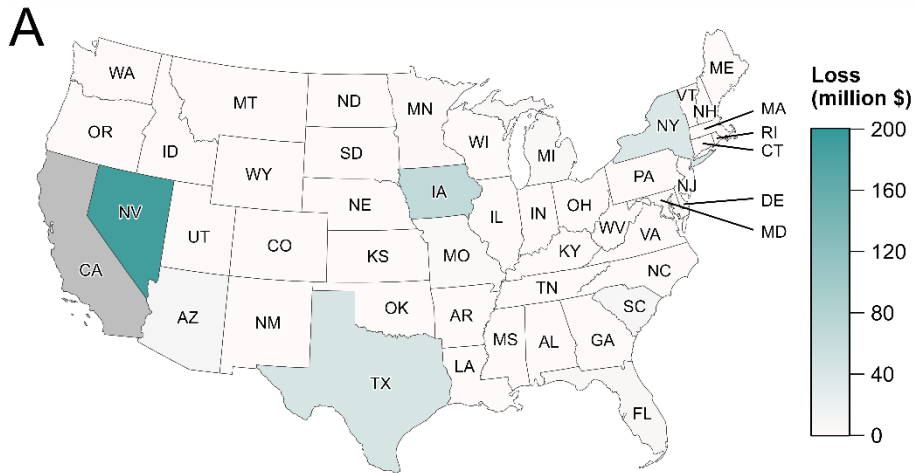 A
WA
MT
ND
MN
ME
VT
NH
MA
RI
CT
OR
ID
WY
SD
WI
MI
NY
NV
UT
CO
NE
IA
IL
IN
OH
PA
NJ
DE
MD
CA
AZ
NM
KS
MO
KY
WV
VA
OK
AR
TN
NC
SC
TX
LA
MS
AL
GA
FL
Loss
(million $)
200
160
120
80
40
0